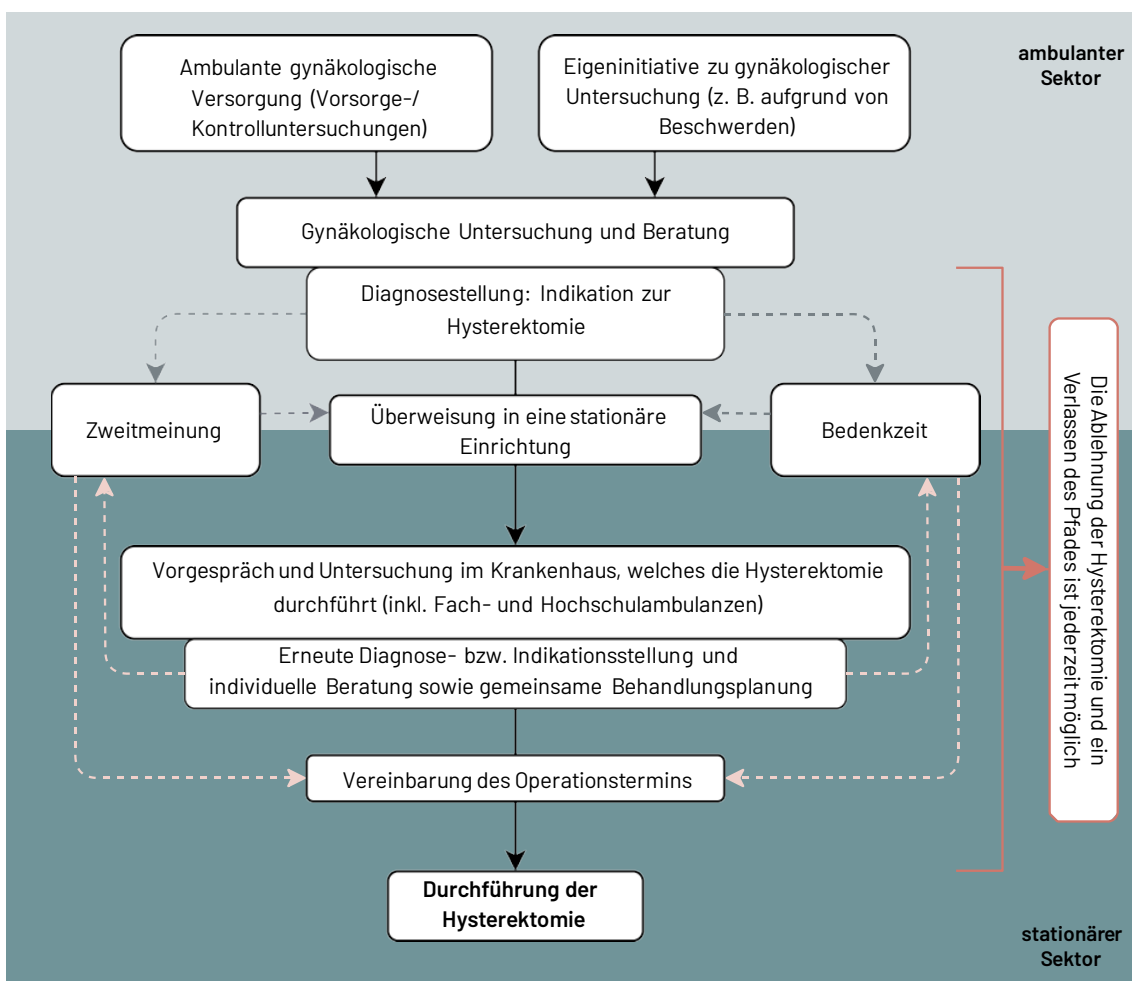 ambulanter
Sektor
Ambulante gynäkologische
Versorgung (Vorsorge-/
Kontrolluntersuchungen)
Eigeninitiative zu gynäkologischer
Untersuchung (z. B. aufgrund von
Beschwerden)
Gynäkologische Untersuchung und Beratung
Diagnosestellung: Indikation zur
Hysterektomie
Zweitmeinung
Überweisung in eine stationäre
Einrichtung
Bedenkzeit
Vorgespräch und Untersuchung im Krankenhaus, welches die Hysterektomie
durchführt (inkl. Fach- und Hochschulambulanzen)
Erneute Diagnose- bzw. Indikationsstellung und
individuelle Beratung sowie gemeinsame Behandlungsplanung
Vereinbarung des Operationstermins
Durchführung der
Hysterektomie
Die Ablehnung der Hysterektomie und ein
Verlassen des Pfades ist jederzeit möglich
stationärer
Sektor